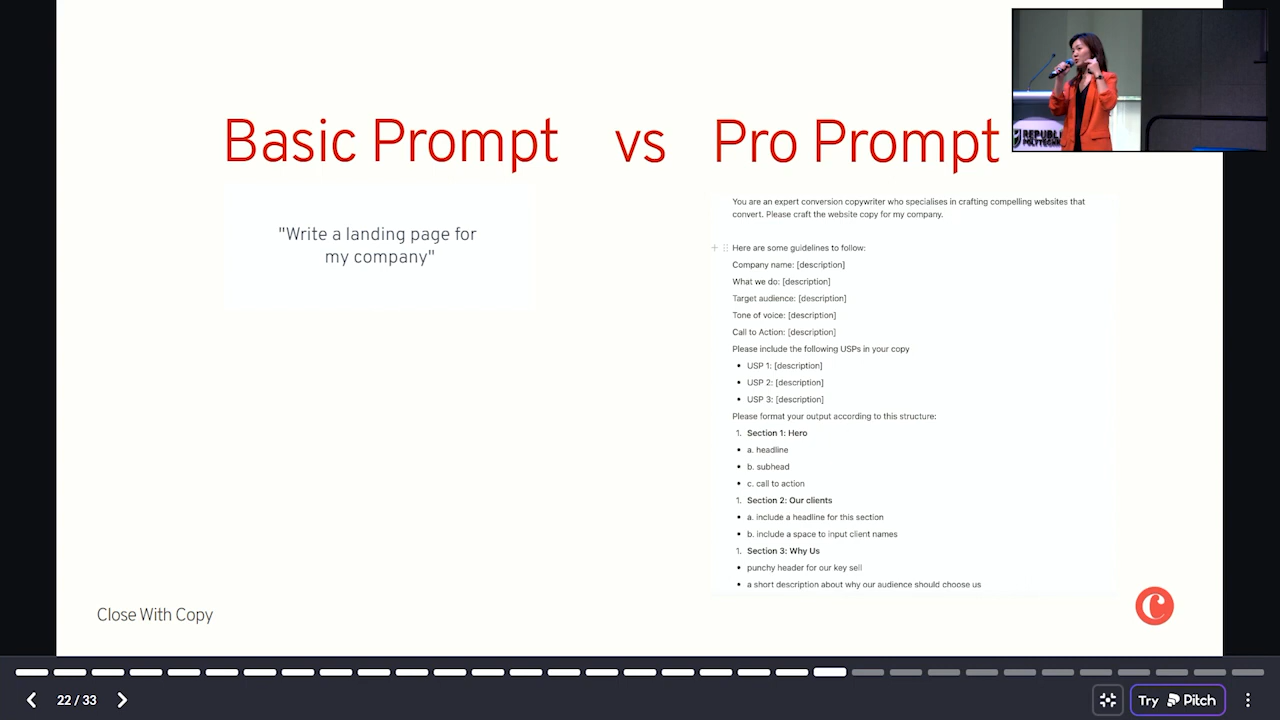 Basic Prompt vs Pro Prompt
"Write a landing page for
my company"
You are an expert conversion copywriter who specialises in crafting compelling websites that
convert. Please craft the website copy for my company.
Here are some guidelines to follow:
Company name: [description]
What we do: [description]
Target audience: [description]
Tone of voice: [description]
Call to Action: [description]
Please include the following USPs in your copy
• USP 1: [description]
• USP 2: [description]
• USP 3: [description]
Please format your output according to this structure:
1. Section 1: Hero
• a. headline
• b. subhead
• c. call to action
1. Section 2: Our clients
• a. include a headline for this section
• b. include a space to input client names
1. Section 3: Why Us
• punchy header for our key sell
• a short description about why our audience should choose us
Close With Copy
C
REPUBLI
POLYTECHN
22 / 33
Try Pitch